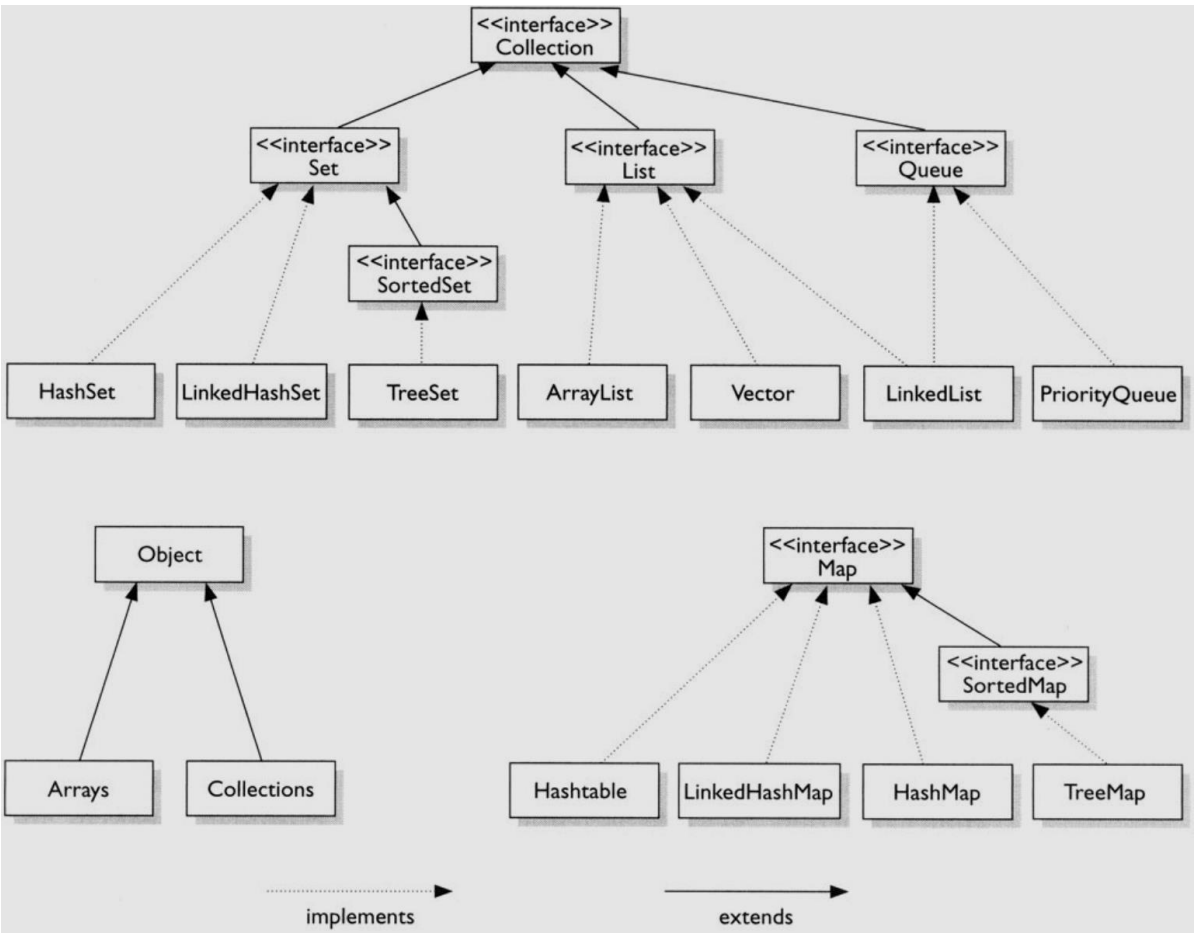 <<interface>>
Collection
<<interface>>
Set
<<interface>>
List
<<interface>>
Queue
<<interface>>
SortedSet
HashSet
LinkedHashSet
TreeSet
ArrayList
Vector
LinkedList
PriorityQueue
Object
<<interface>>
Map
<<interface>>
SortedMap
Arrays
Collections
Hashtable
LinkedHashMap
HashMap
TreeMap
implements
extends